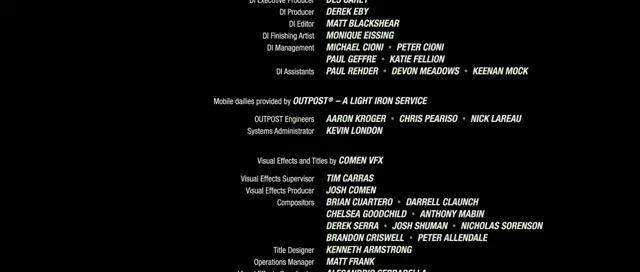 DI Executive Producer DES CAREY
DI Producer DEREK EBY
DI Editor MATT BLACKSHEAR
DI Finishing Artist MONIQUE EISSING
DI Management MICHAEL CIONI • PETER CIONI
PAUL GEFFRE • KATIE FELLION
DI Assistants PAUL REHDER • DEVON MEADOWS • KEENAN MOCK
Mobile dailies provided by OUTPOST® – A LIGHT IRON SERVICE
OUTPOST Engineers AARON KROGER • CHRIS PEARISO • NICK LAREAU
Systems Administrator KEVIN LONDON
Visual Effects and Titles by COMEN VFX
Visual Effects Supervisor TIM CARRAS
Visual Effects Producer JOSH COMEN
Compositors BRIAN CUARTERO • DARRELL CLAUNCH
CHELSEA GOODCHILD • ANTHONY MABIN
DEREK SERRA • JOSH SHUMAN • NICHOLAS SORENSON
BRANDON CRISWELL • PETER ALLENDALE
Title Designer KENNETH ARMSTRONG
Operations Manager MATT FRANK